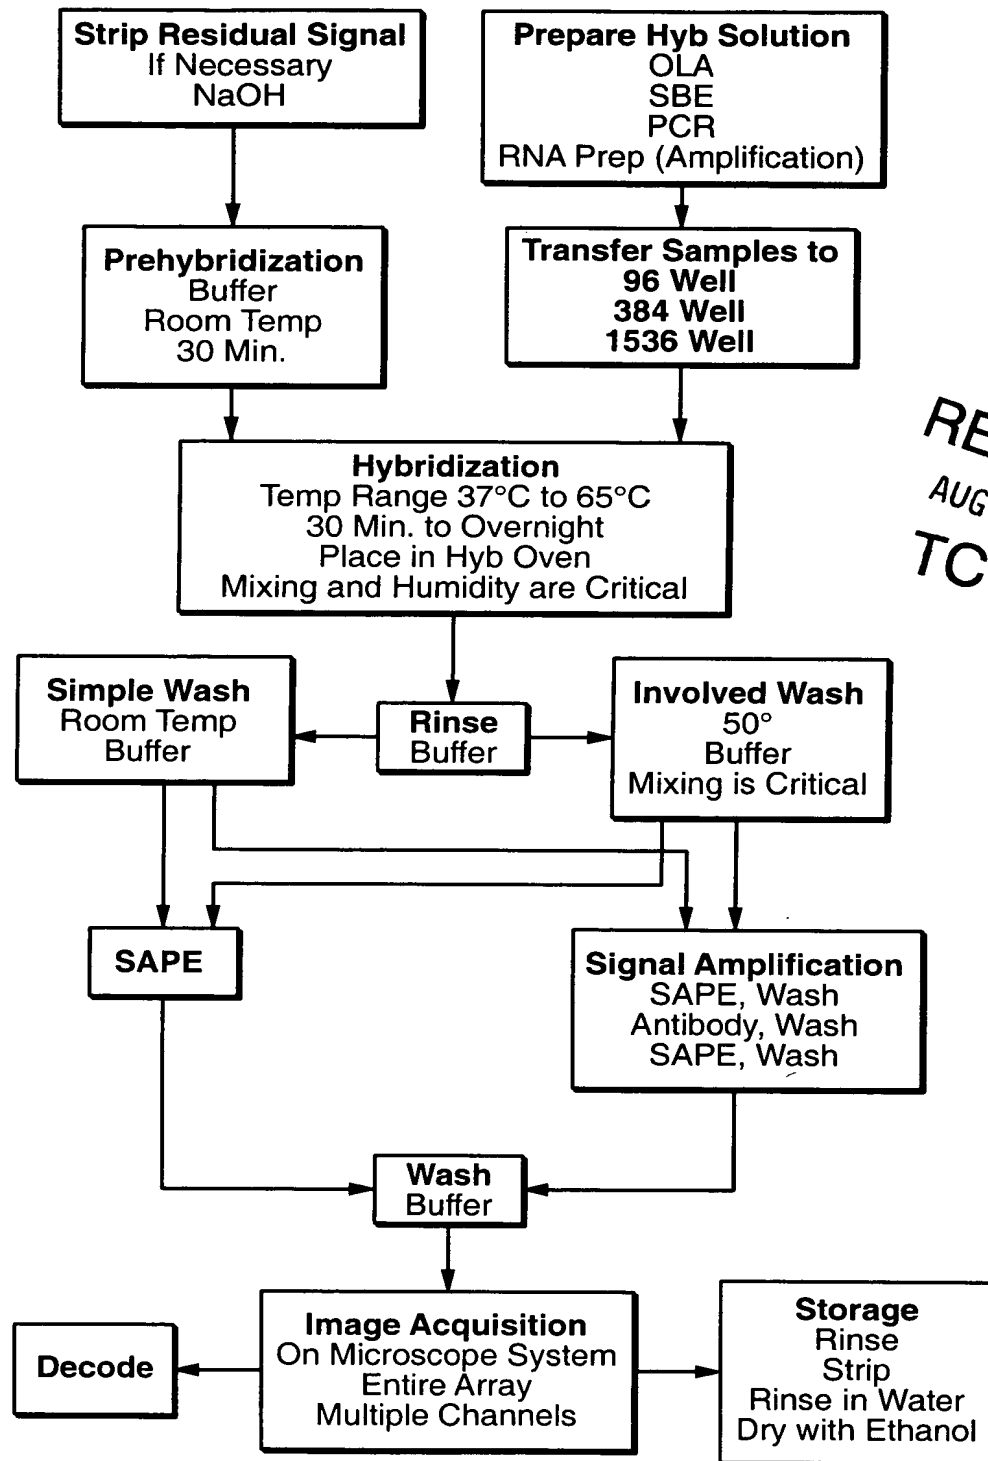 Strip Residual Signal
If Necessary
NaOH
Prepare Hyb Solution
OLA
SBE
PCR
RNA Prep (Amplification)
Prehybridization
Buffer
Room Temp
30 Min.
Transfer Samples to
96 Well
384 Well
1536 Well
Hybridization
Temp Range 37°C to 65°C
30 Min. to Overnight
Place in Hyb Oven
Mixing and Humidity are Critical
AUG
TC
Simple Wash
Room Temp
Buffer
Rinse
Buffer
Involved Wash
50°
Buffer
Mixing is Critical
SAPE
Signal Amplification
SAPE, Wash
Antibody, Wash
SAPE, Wash
Wash
Buffer
Decode
Image Acquisition
On Microscope System
Entire Array
Multiple Channels
Storage
Rinse
Strip
Rinse in Water
Dry with Ethanol